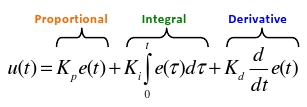 Proportional Integral Derivative
u(t) = K_p e(t) + K_i ∫_0^t e(τ)dτ + K_d d/dt e(t)